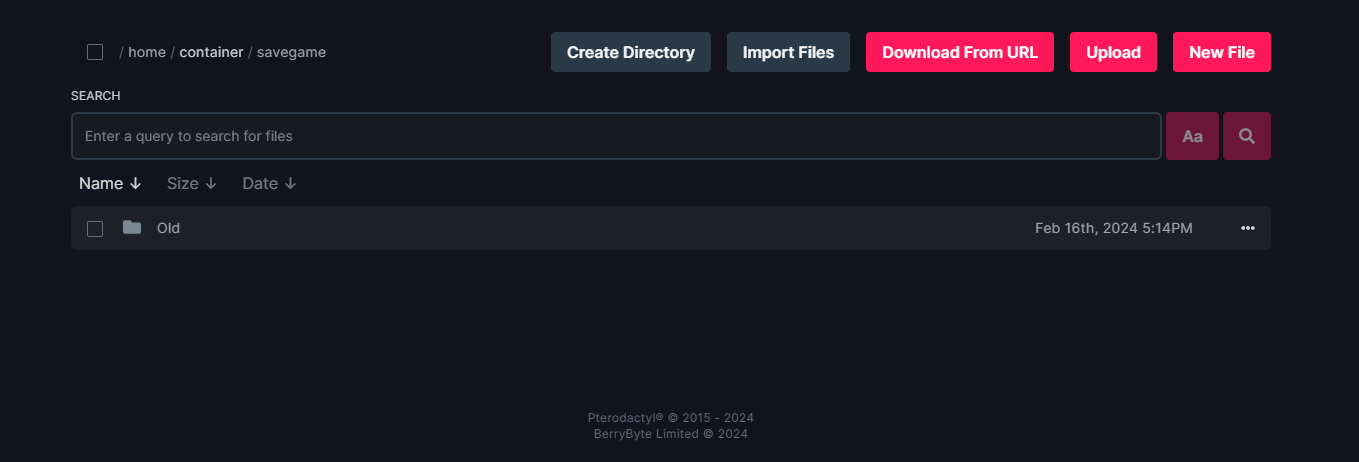 / home / container / savegame
Create Directory
Import Files
Download From URL
Upload
New File
SEARCH
Enter a query to search for files
Aa
Name ↓ Size ↓ Date ↓
Old Feb 16th, 2024 5:14PM
Pterodactyl® © 2015 - 2024
BerryByte Limited © 2024